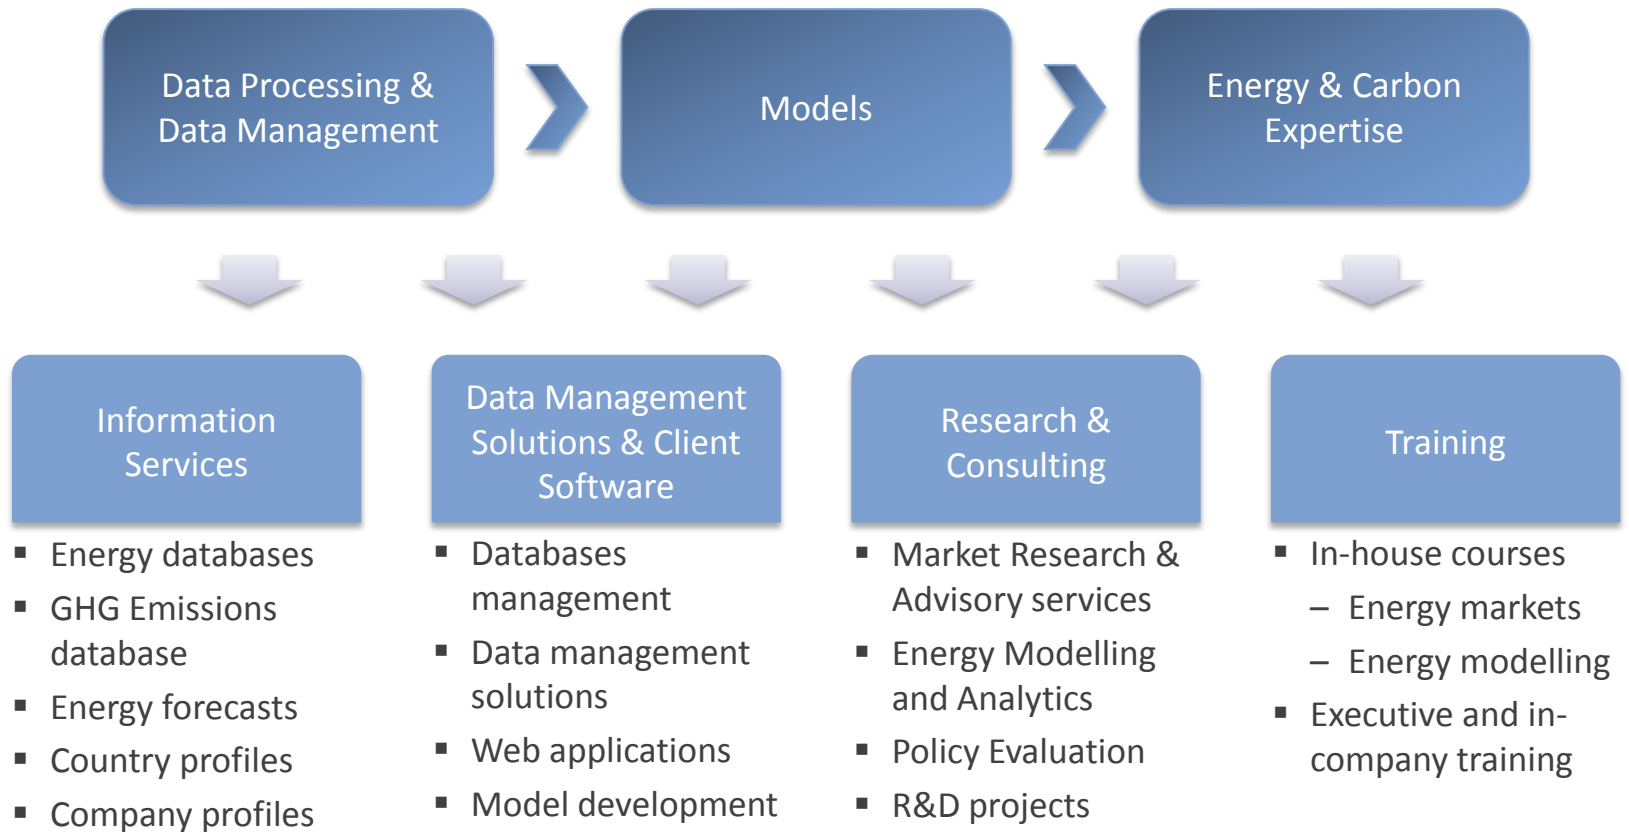 Data Processing &
Data Management
Models
Energy & Carbon
Expertise
Information
Services
▪ Energy databases
▪ GHG Emissions
database
▪ Energy forecasts
▪ Country profiles
▪ Company profiles
Data Management
Solutions & Client
Software
▪ Databases
management
▪ Data management
solutions
▪ Web applications
▪ Model development
Research &
Consulting
▪ Market Research &
Advisory services
▪ Energy Modelling
and Analytics
▪ Policy Evaluation
▪ R&D projects
Training
▪ In-house courses
– Energy markets
– Energy modelling
▪ Executive and in-
company training